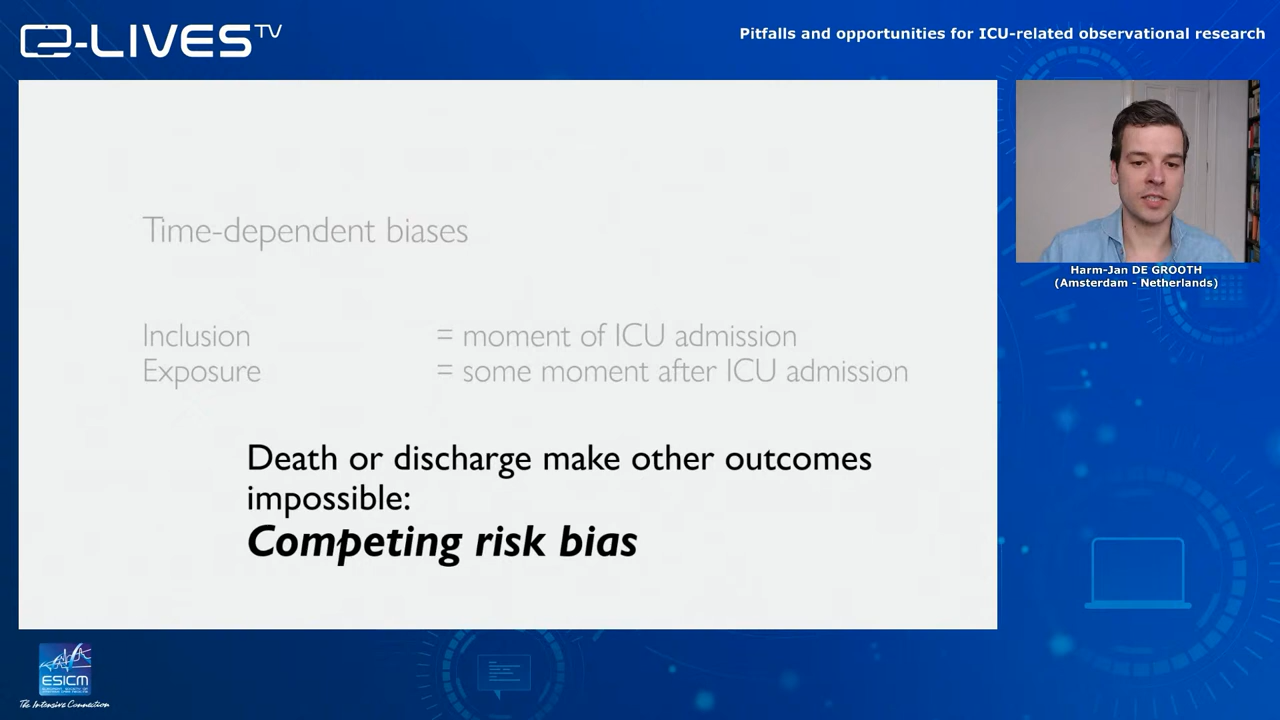 e-LIVES TV
Pitfalls and opportunities for ICU-related observational research
Time-dependent biases
Inclusion = moment of ICU admission
Exposure = some moment after ICU admission
Death or discharge make other outcomes
impossible:
Competing risk bias
Harm-Jan DE GROOTH
(Amsterdam - Netherlands)
ESICM
The Intensive Connection